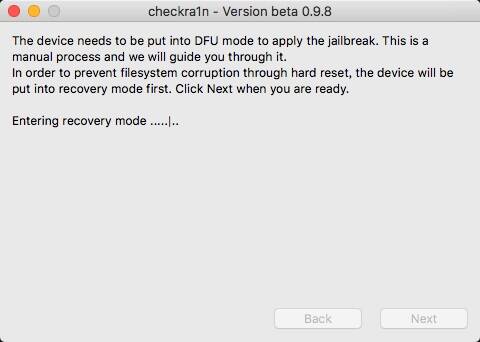 checkra1n - Version beta 0.9.8
The device needs to be put into DFU mode to apply the jailbreak. This is a
manual process and we will guide you through it.
In order to prevent filesystem corruption through hard reset, the device will be
put into recovery mode first. Click Next when you are ready.
Entering recovery mode .....|..
Back
Next